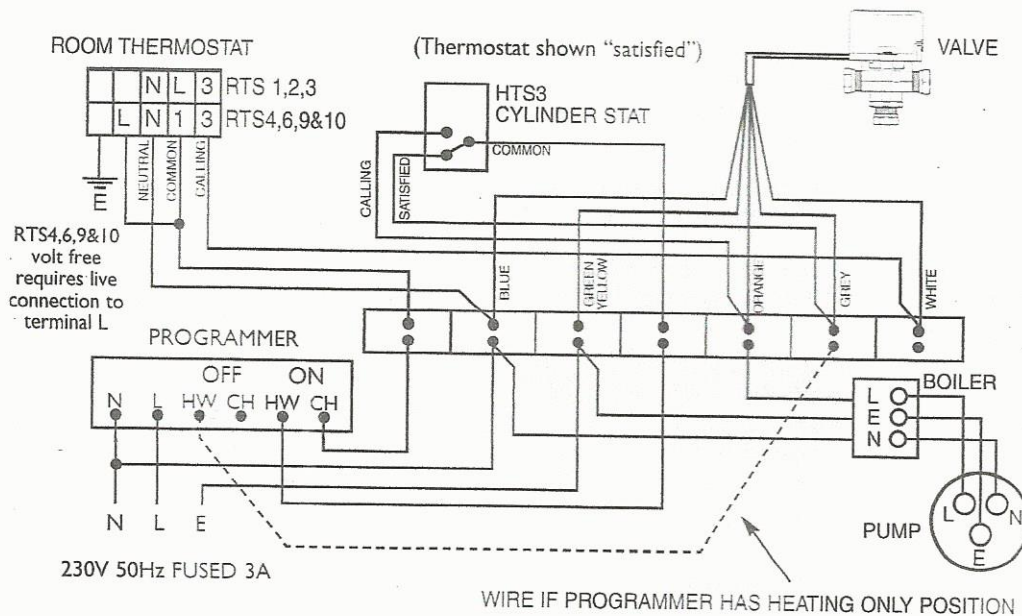 ROOM THERMOSTAT
(Thermostat shown “satisfied”)
VALVE
N L 3 RTS 1,2,3
L N 1 3 RTS4,6,9&10
HTS3
CYLINDER STAT
COMMON
NEUTRAL
COMMON
CALLING
CALLING
SATISFIED
E
RTS4,6,9&10
volt free
requires live
connection to
terminal L
BLUE
GREEN
YELLOW
ORANGE
GREY
WHITE
PROGRAMMER
OFF ON
N L HW CH HW CH
BOILER
L
E
N
N L E
L N
E
PUMP
230V 50Hz FUSED 3A
WIRE IF PROGRAMMER HAS HEATING ONLY POSITION